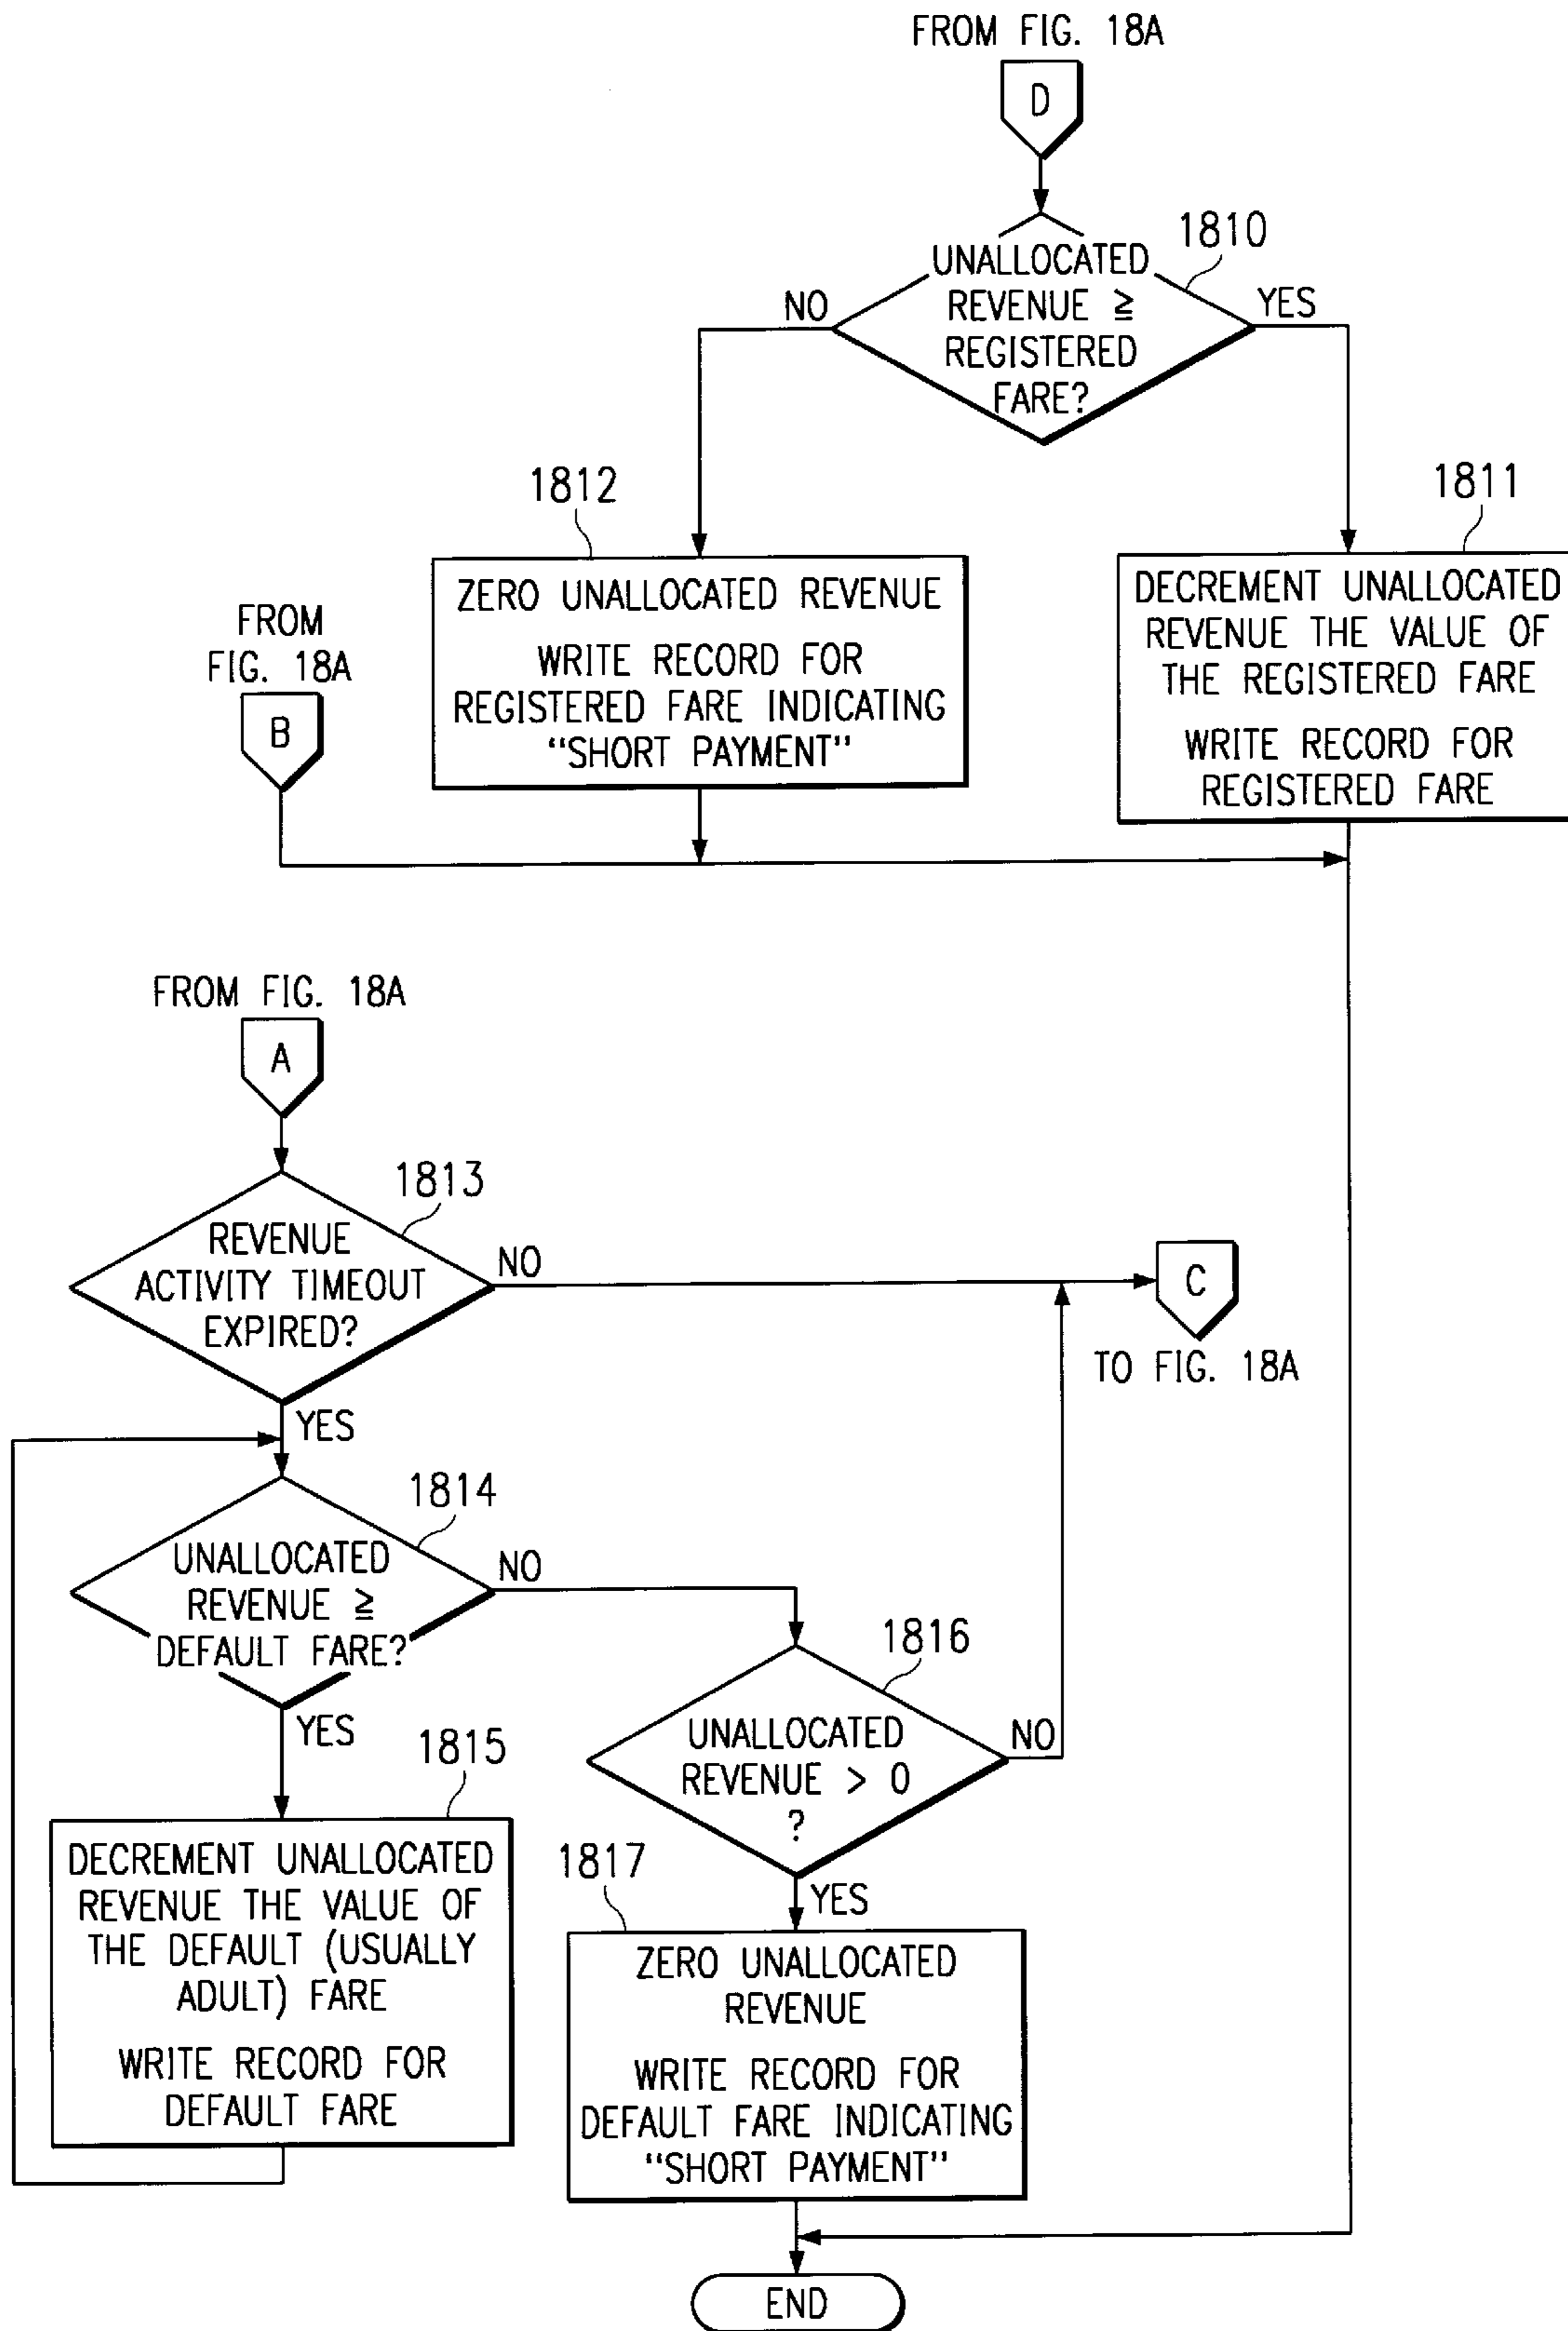 FROM FIG. 18A
D
1810
UNALLOCATED
REVENUE ≧
REGISTERED
FARE?
NO
YES
1812
ZERO UNALLOCATED REVENUE
WRITE RECORD FOR
REGISTERED FARE INDICATING
“SHORT PAYMENT”
1811
DECREMENT UNALLOCATED
REVENUE THE VALUE OF
THE REGISTERED FARE
WRITE RECORD FOR
REGISTERED FARE
FROM
FIG. 18A
B
FROM FIG. 18A
A
1813
REVENUE
ACTIVITY TIMEOUT
EXPIRED?
NO
C
TO FIG. 18A
YES
1814
UNALLOCATED
REVENUE ≧
DEFAULT FARE?
NO
YES
1816
UNALLOCATED
REVENUE > 0
?
NO
YES
1815
DECREMENT UNALLOCATED
REVENUE THE VALUE OF
THE DEFAULT (USUALLY
ADULT) FARE
WRITE RECORD FOR
DEFAULT FARE
1817
ZERO UNALLOCATED
REVENUE
WRITE RECORD FOR
DEFAULT FARE INDICATING
“SHORT PAYMENT”
END